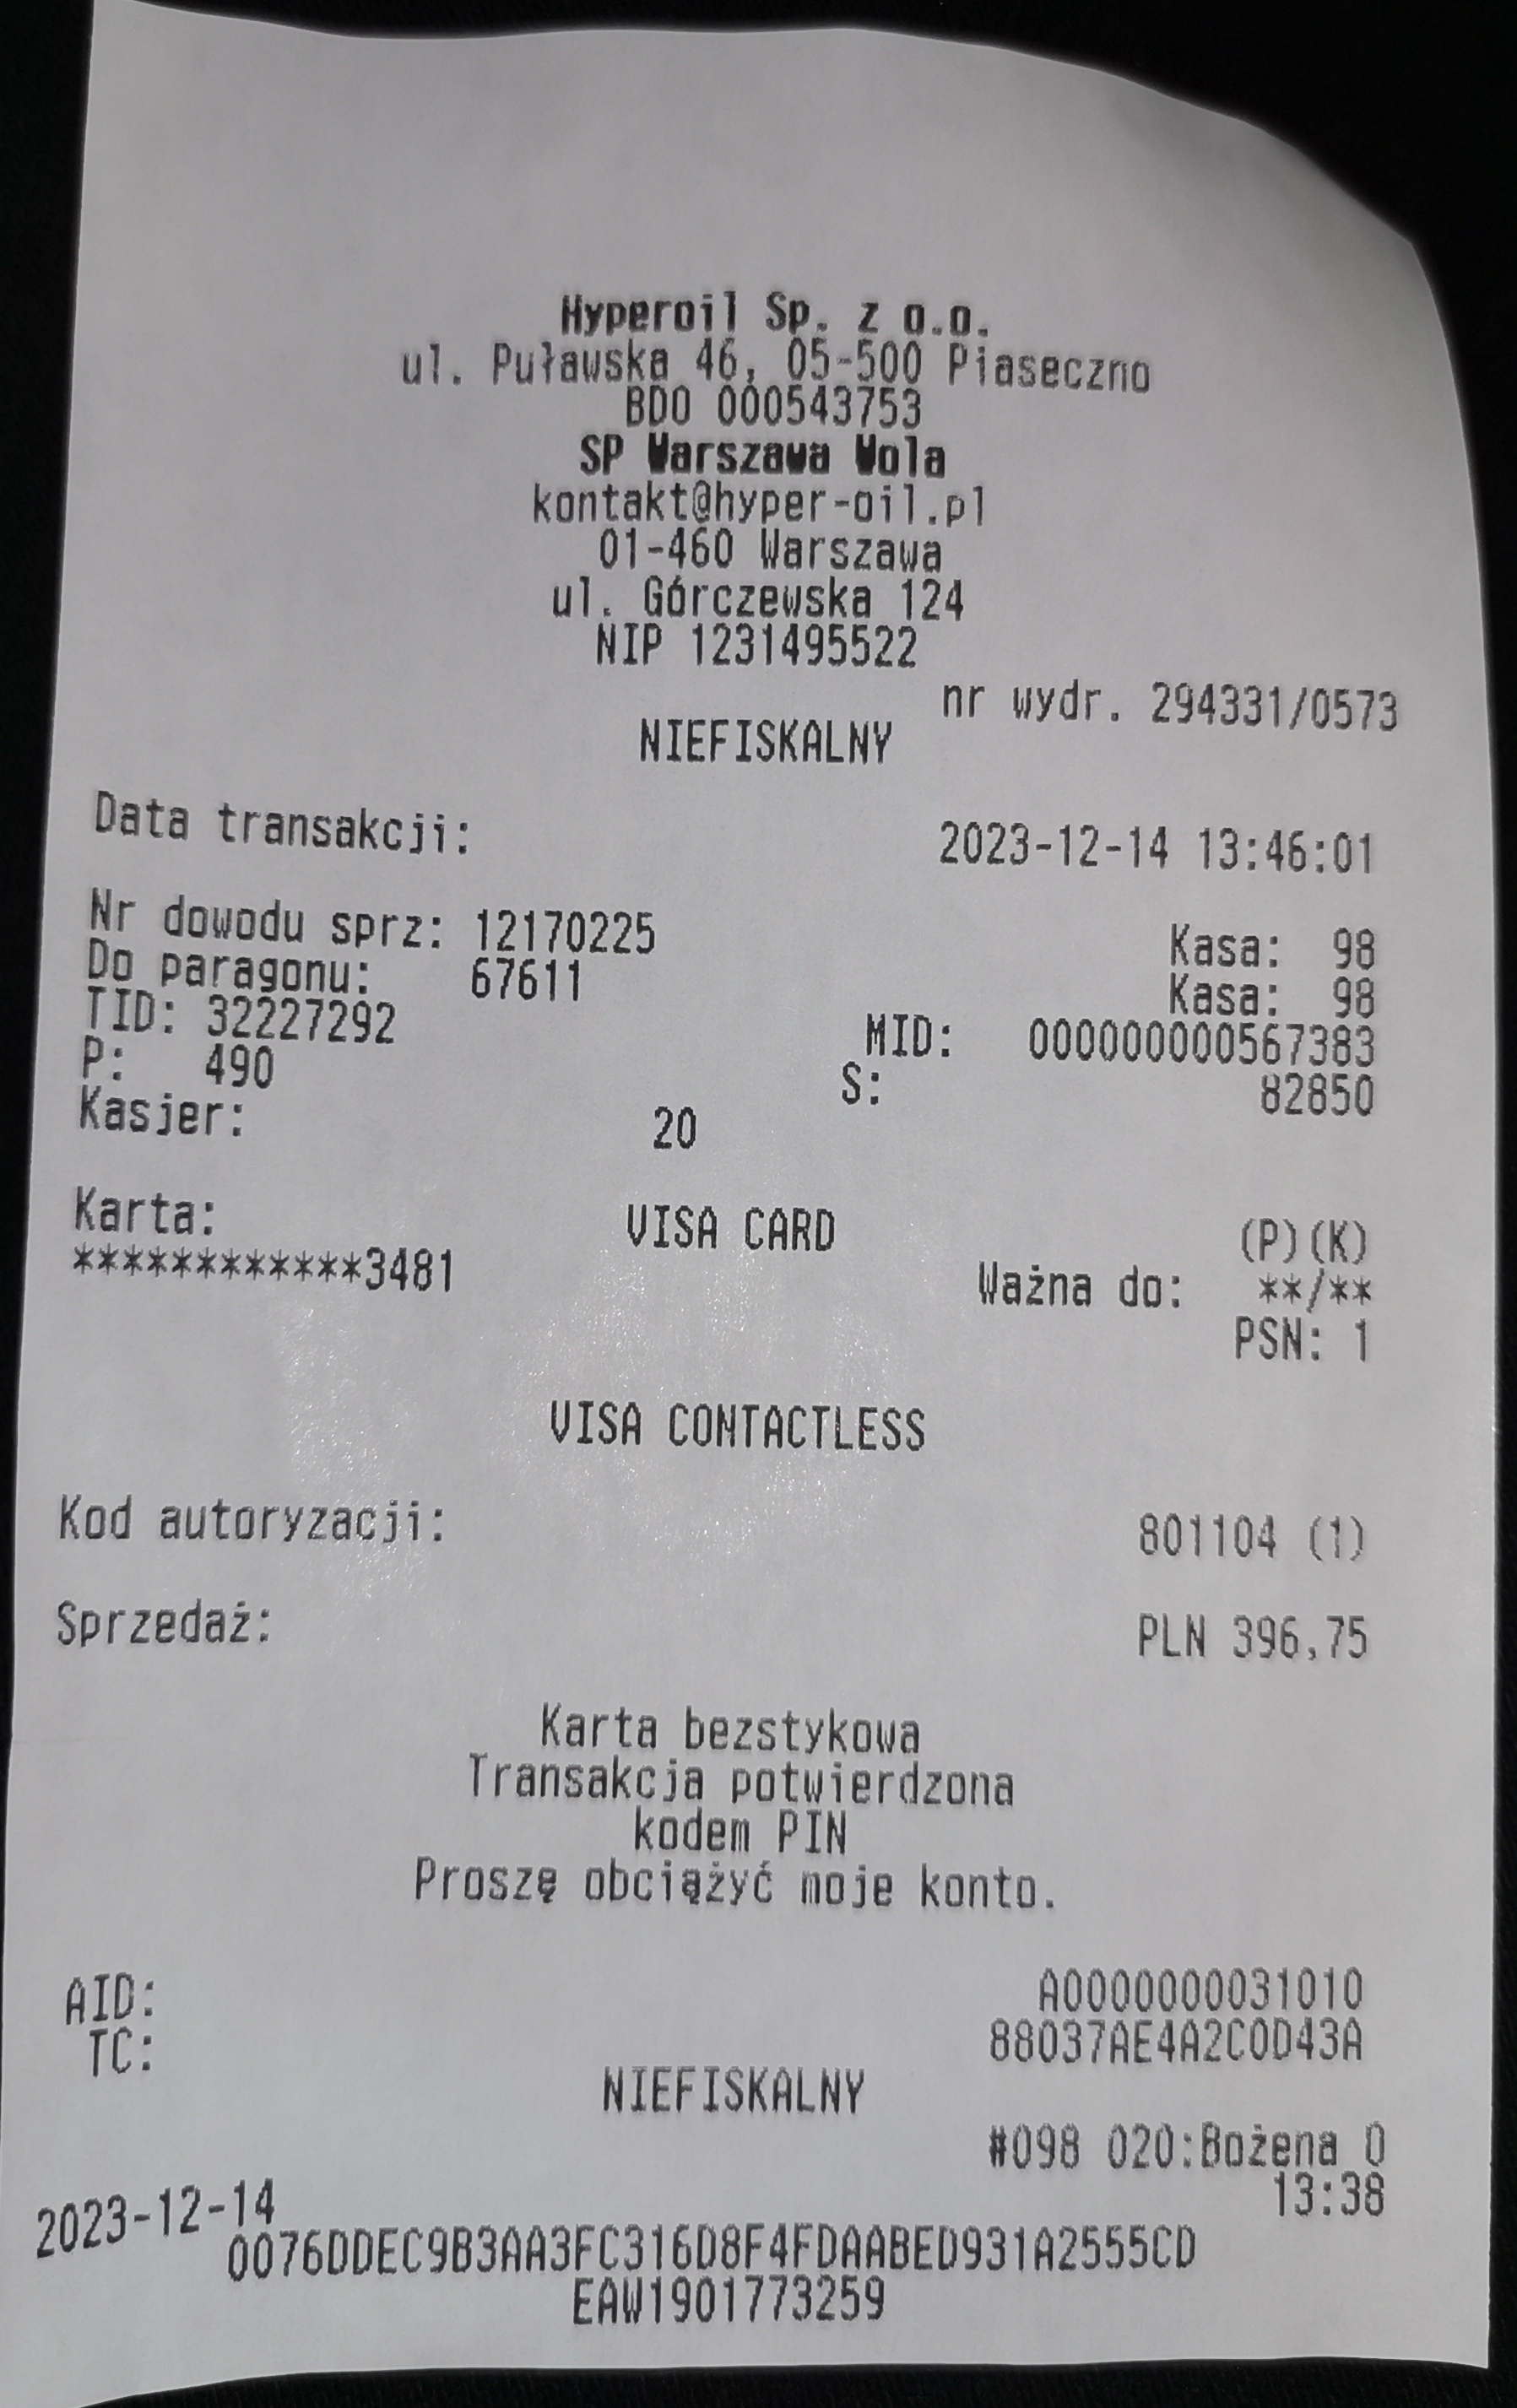 Hyperoil Sp. z o.o.
ul. Puławska 46, 05-500 Piaseczno
BDO 000543753
SP Warszawa Wola
kontakt@hyper-oil.pl
01-460 Warszawa
ul. Górczewska 124
NIP 1231495522
nr wydr. 294331/0573
NIEFISKALNY
Data transakcji: 2023-12-14 13:46:01
Nr dowodu sprz: 12170225 Kasa: 98
Do paragonu: 67611 Kasa: 98
TID: 32227292 MID: 000000000567383
P: 490 S: 82850
Kasjer: 20
Karta: VISA CARD (P)(K)
************3481 Ważna do: **/**
PSN: 1
VISA CONTACTLESS
Kod autoryzacji: 801104 (1)
Sprzedaż: PLN 396,75
Karta bezstykowa
Transakcja potwierdzona
kodem PIN
Proszę obciążyć moje konto.
AID: A0000000031010
TC: 88037AE4A2C0D43A
NIEFISKALNY
#098 020:Bożena O
2023-12-14 13:38
0076DDEC9B3AA3FC316D8F4FDAABED931A2555CD
EAW1901773259